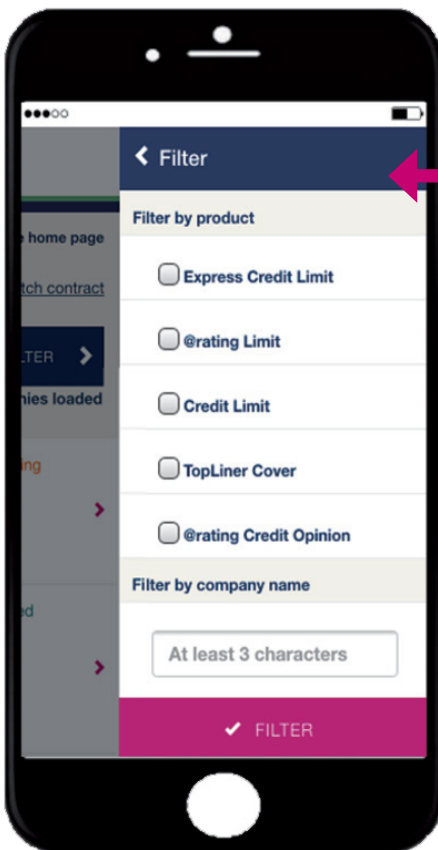 Filter
Filter by product
home page
tch contract
Express Credit Limit
@rating Limit
TER
nies loaded
Credit Limit
ing
TopLiner Cover
@rating Credit Opinion
Filter by company name
ed
At least 3 characters
FILTER